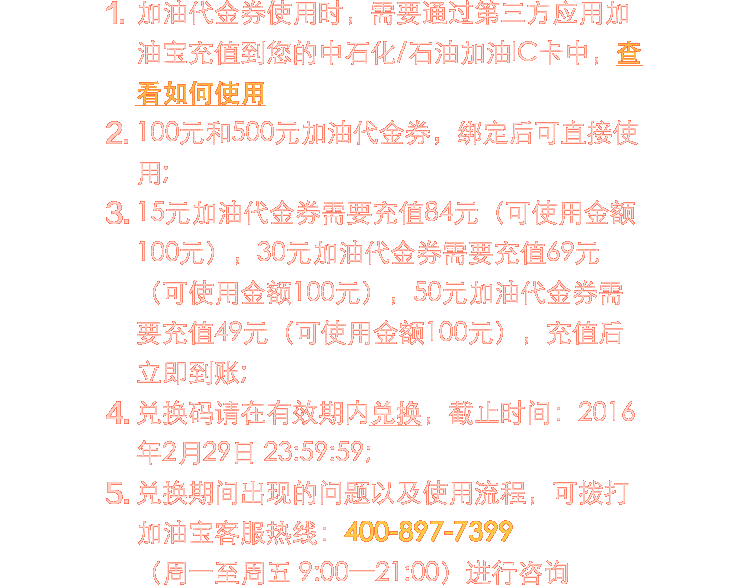 1. 加油代金券使用时，需要通过第三方应用加
油宝充值到您的中石化/石油加油IC卡中，查
看如何使用
2. 100元和500元加油代金券，绑定后可直接使
用;
3. 15元加油代金券需要充值84元（可使用金额
100元），30元加油代金券需要充值69元
（可使用金额100元），50元加油代金券需
要充值49元（可使用金额100元），充值后
立即到账;
4. 兑换码请在有效期内兑换，截止时间：2016
年2月29日 23:59:59;
5. 兑换期间出现的问题以及使用流程，可拨打
加油宝客服热线：400-897-7399
（周一至周五 9:00—21:00）进行咨询